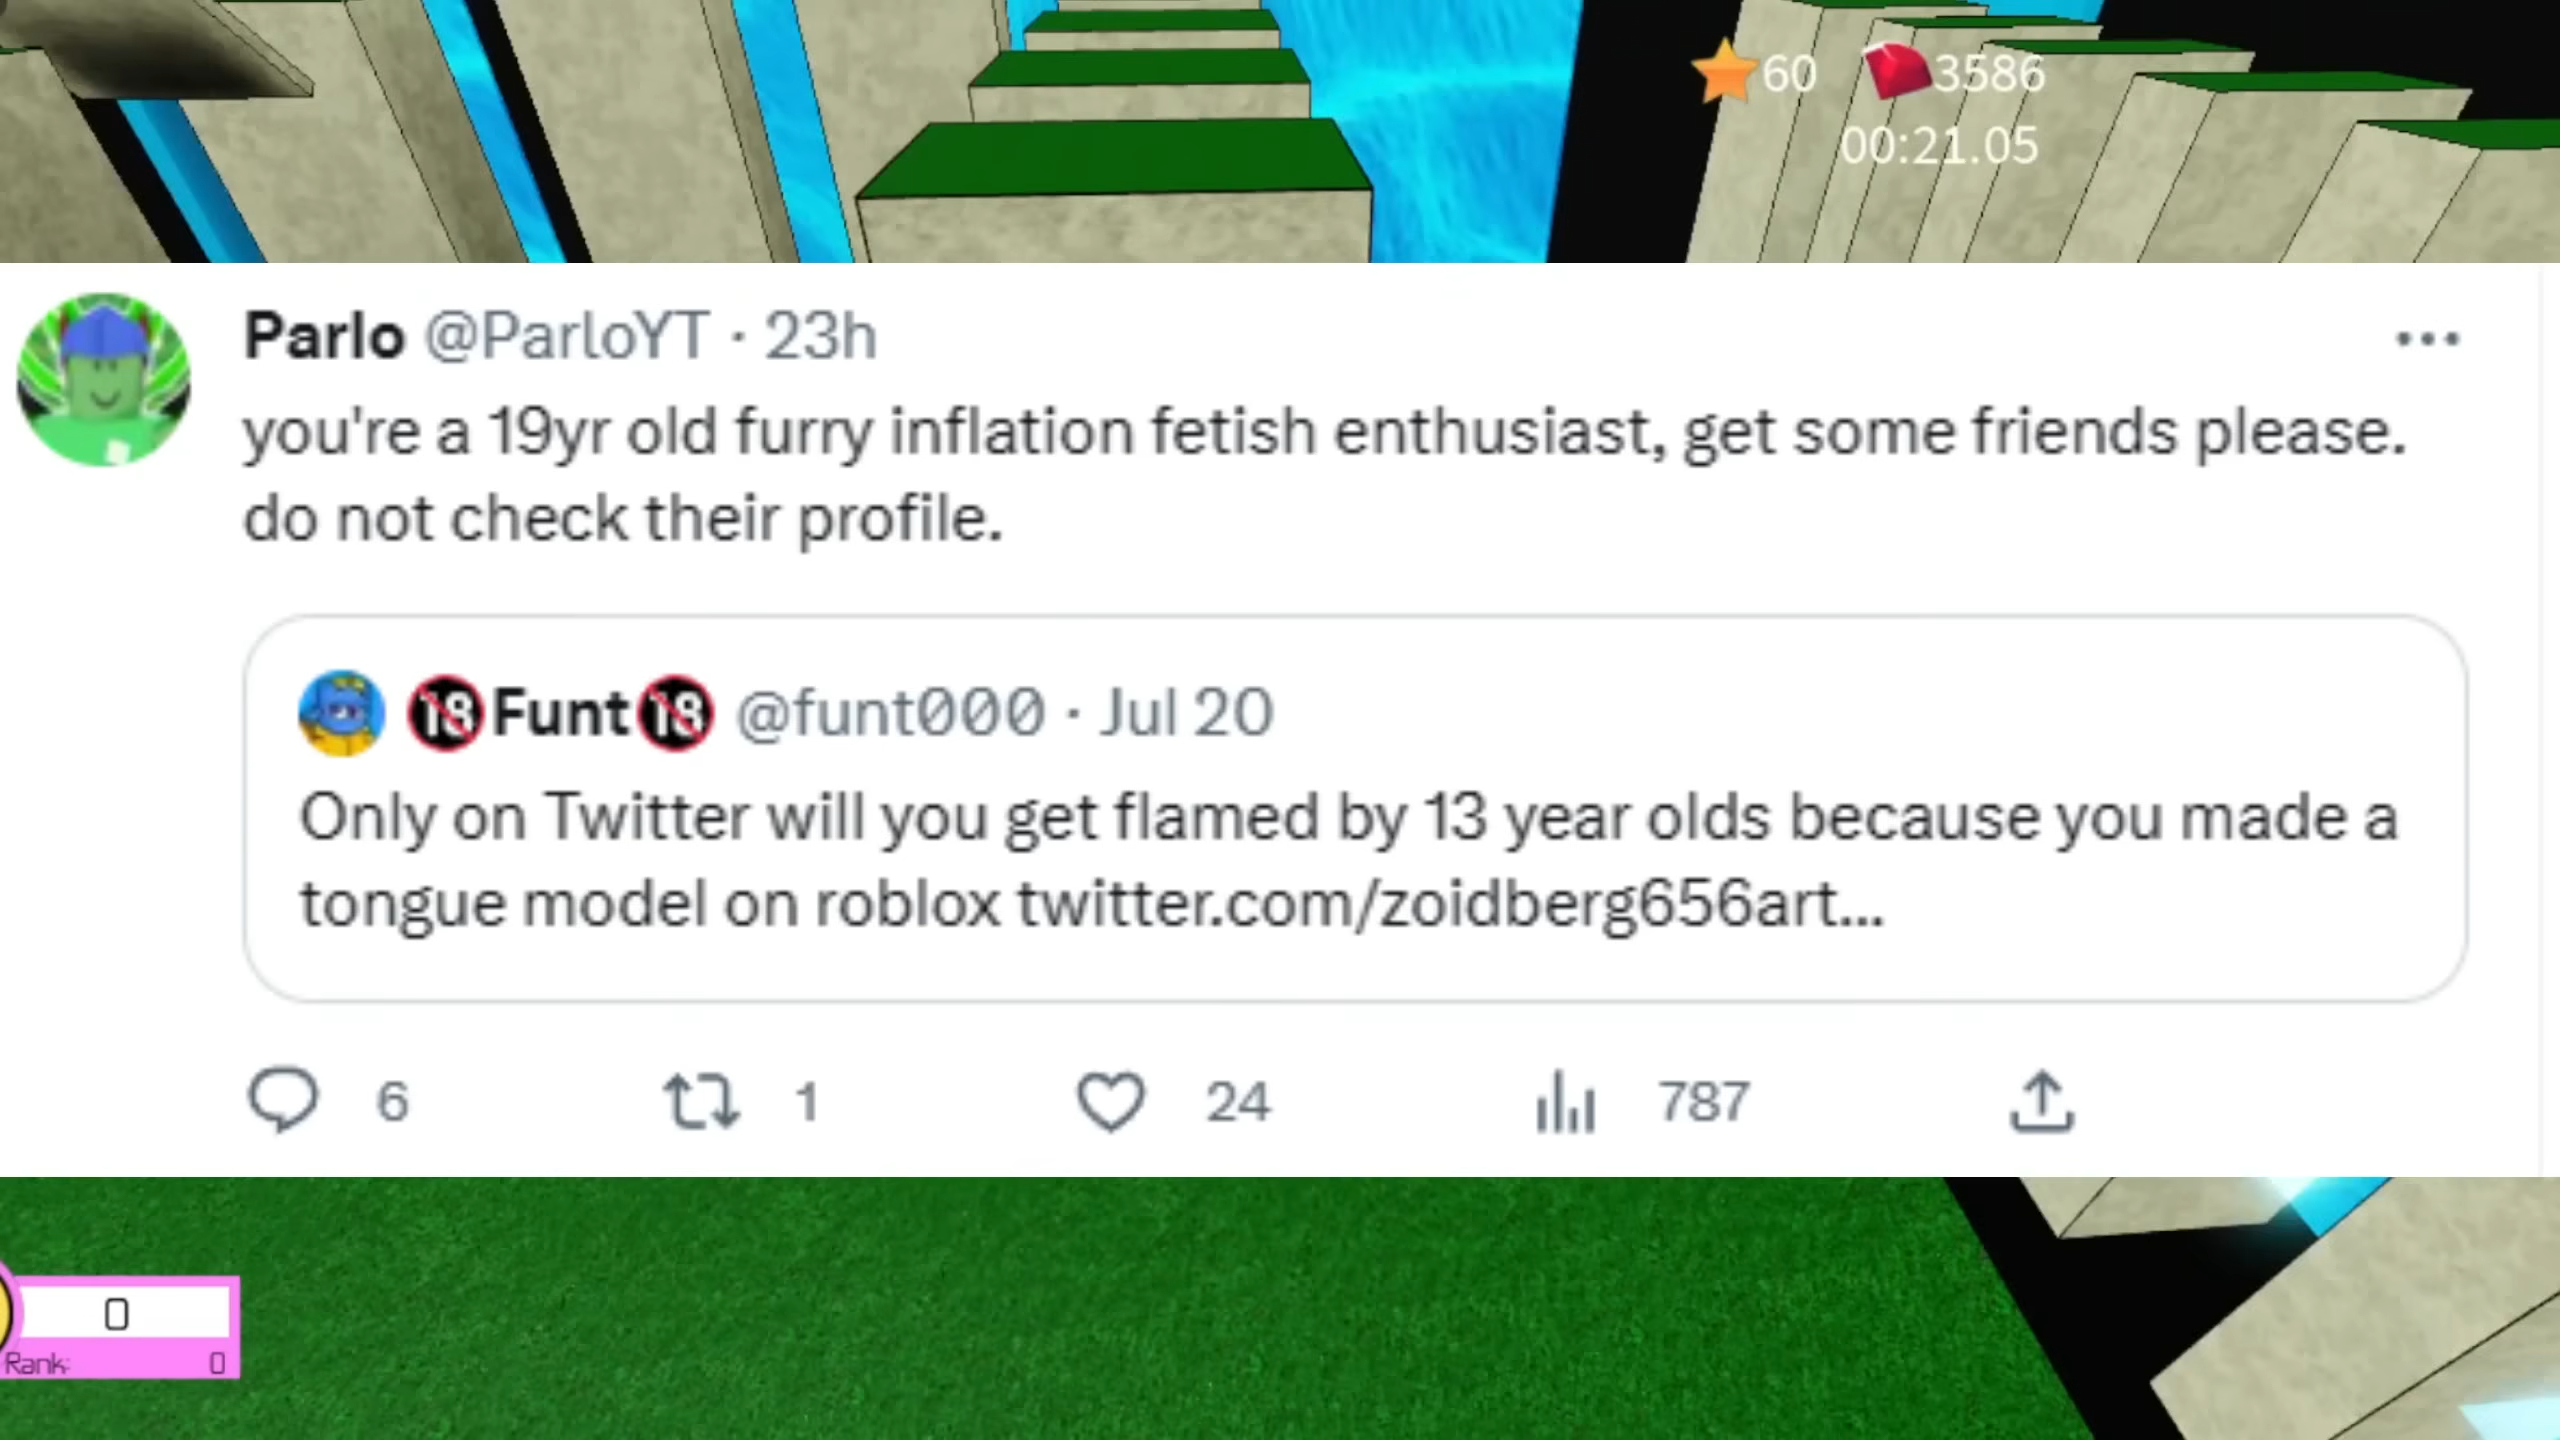 60 3586
00:21.05
Parlo @ParloYT · 23h
you're a 19yr old furry inflation fetish enthusiast, get some friends please.
do not check their profile.
🔞Funt🔞 @funt000 · Jul 20
Only on Twitter will you get flamed by 13 year olds because you made a
tongue model on roblox twitter.com/zoidberg656art...
6 1 24 787
0
Rank: 0